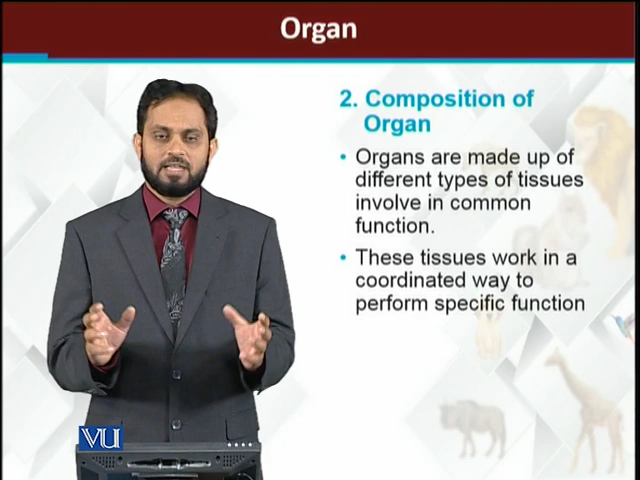 Organ
2. Composition of
Organ
• Organs are made up of
different types of tissues
involve in common
function.
• These tissues work in a
coordinated way to
perform specific function
VU